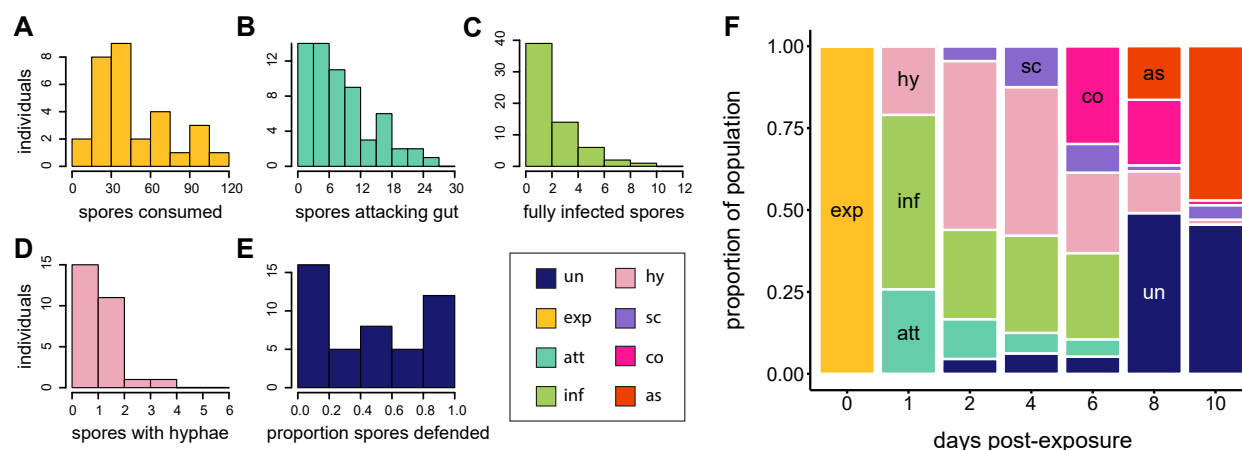 A
individuals
8
6
4
2
0
0 30 60 90 120
spores consumed
B
12
8
4
0
0 6 12 18 24 30
spores attacking gut
C
40
30
20
10
0
0 2 4 6 8 10 12
fully infected spores
D
individuals
15
10
5
0
0 1 2 3 4 5 6
spores with hyphae
E
15
10
5
0
0.0 0.2 0.4 0.6 0.8 1.0
proportion spores defended
un hy
exp sc
att co
inf as
F
proportion of population
1.00
0.75
0.50
0.25
0.00
exp
hy
inf
att
sc
co
as
un
0 1 2 4 6 8 10
days post-exposure